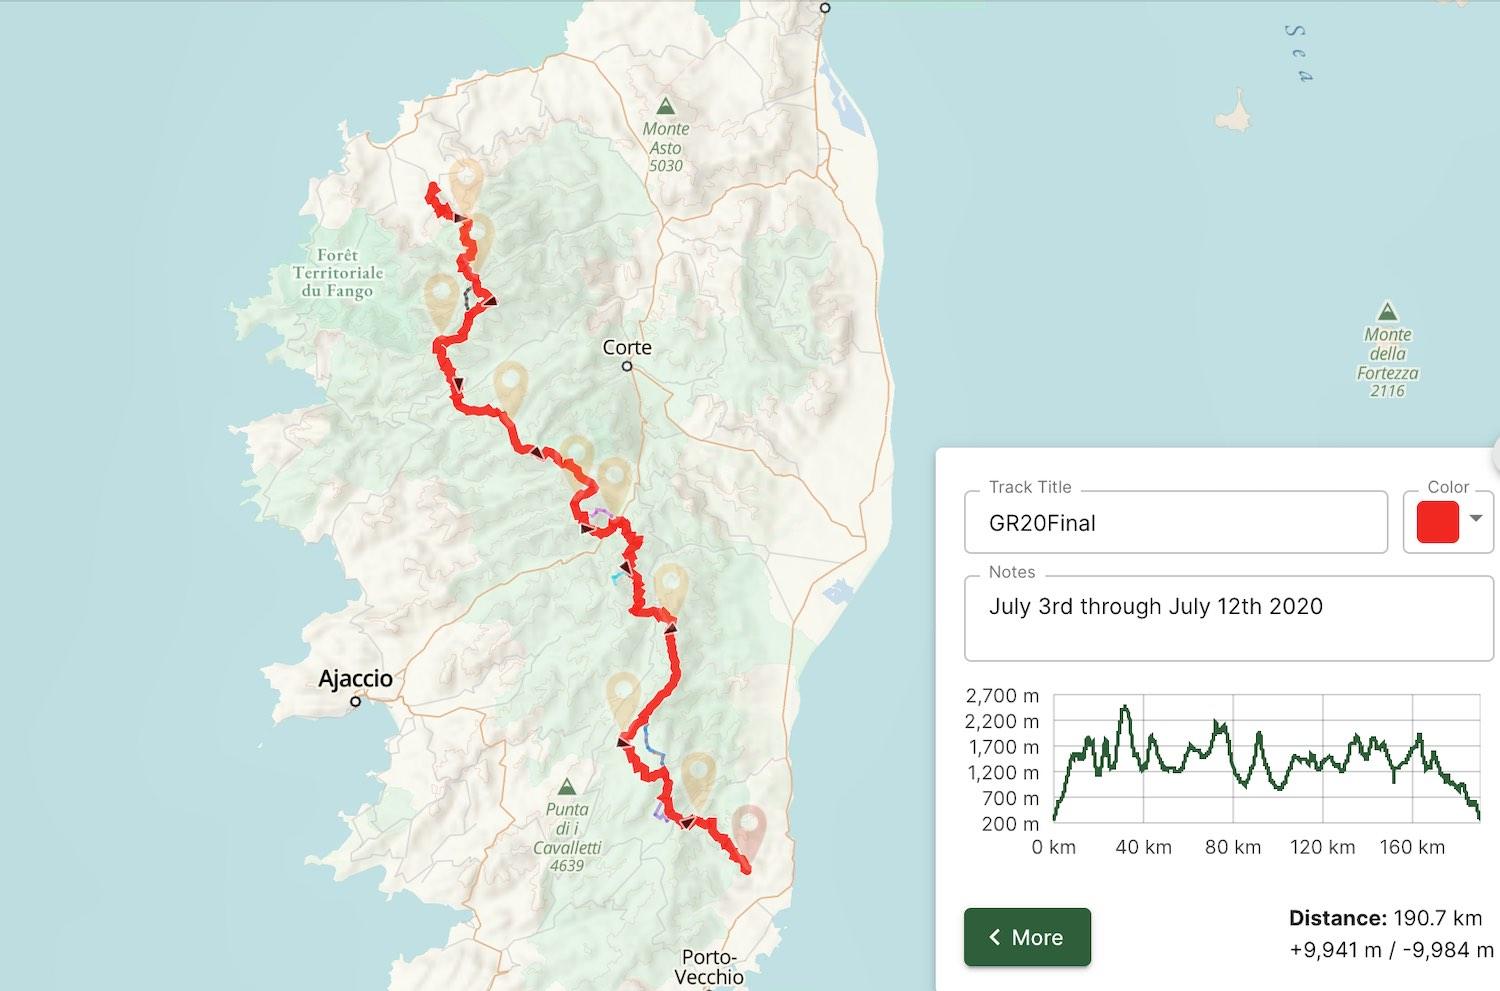 Sea
Monte
Asto
5030
Forêt
Territoriale
du Fango
Corte
Monte
della
Fortezza
2116
Ajaccio
Punta
di i
Cavalletti
4639
Porto-
Vecchio
Track Title
Color
GR20Final
Notes
July 3rd through July 12th 2020
2,700 m
2,200 m
1,700 m
1,200 m
700 m
200 m
0 km 40 km 80 km 120 km 160 km
More
Distance: 190.7 km
+9,941 m / -9,984 m